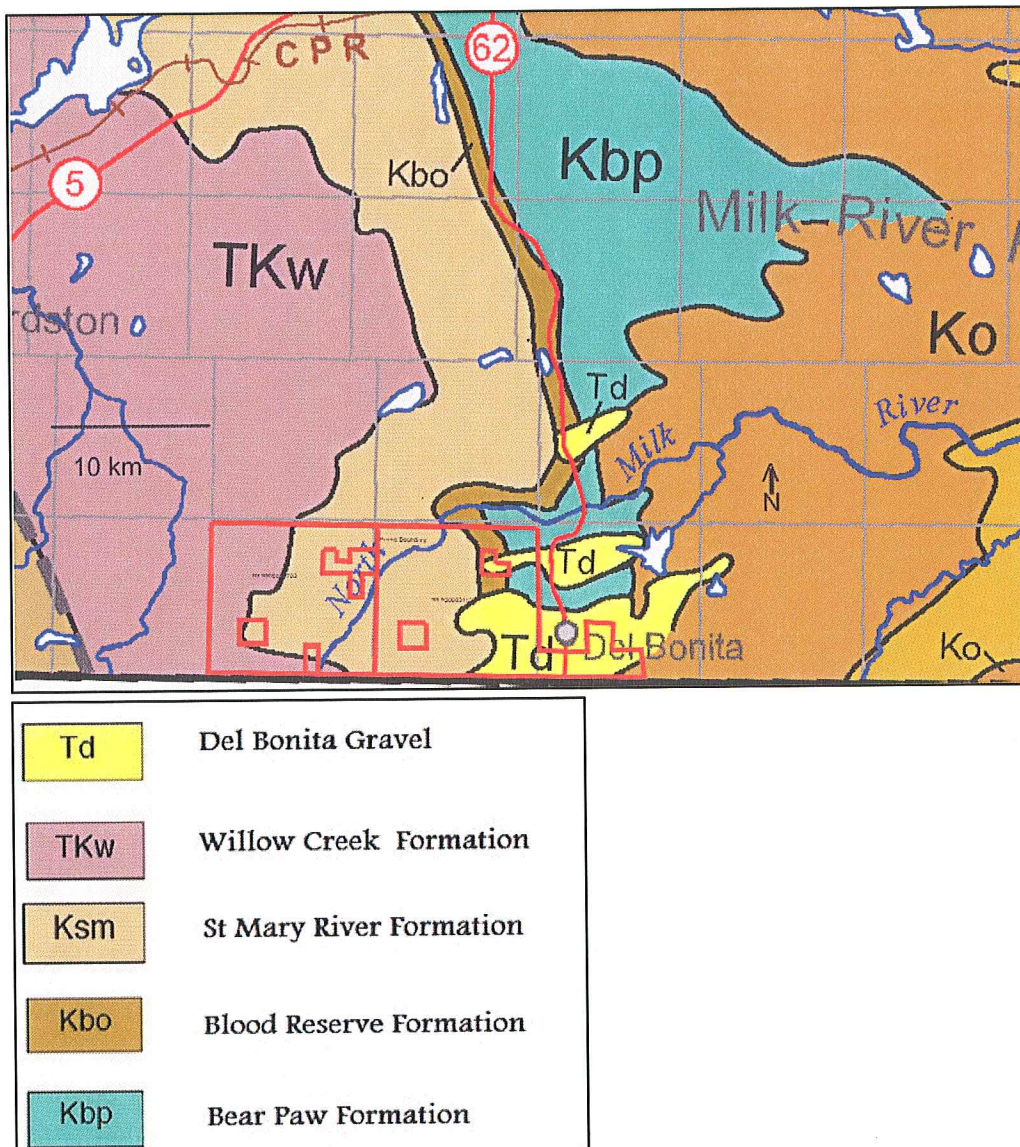 CPR
62
5
Kbo
Kbp
Milk River
TKw
rdston
Ko
Td
River
Milk
10 km
N
North
Td
Td
Del Bonita
Ko
Td Del Bonita Gravel
TKw Willow Creek Formation
Ksm St Mary River Formation
Kbo Blood Reserve Formation
Kbp Bear Paw Formation